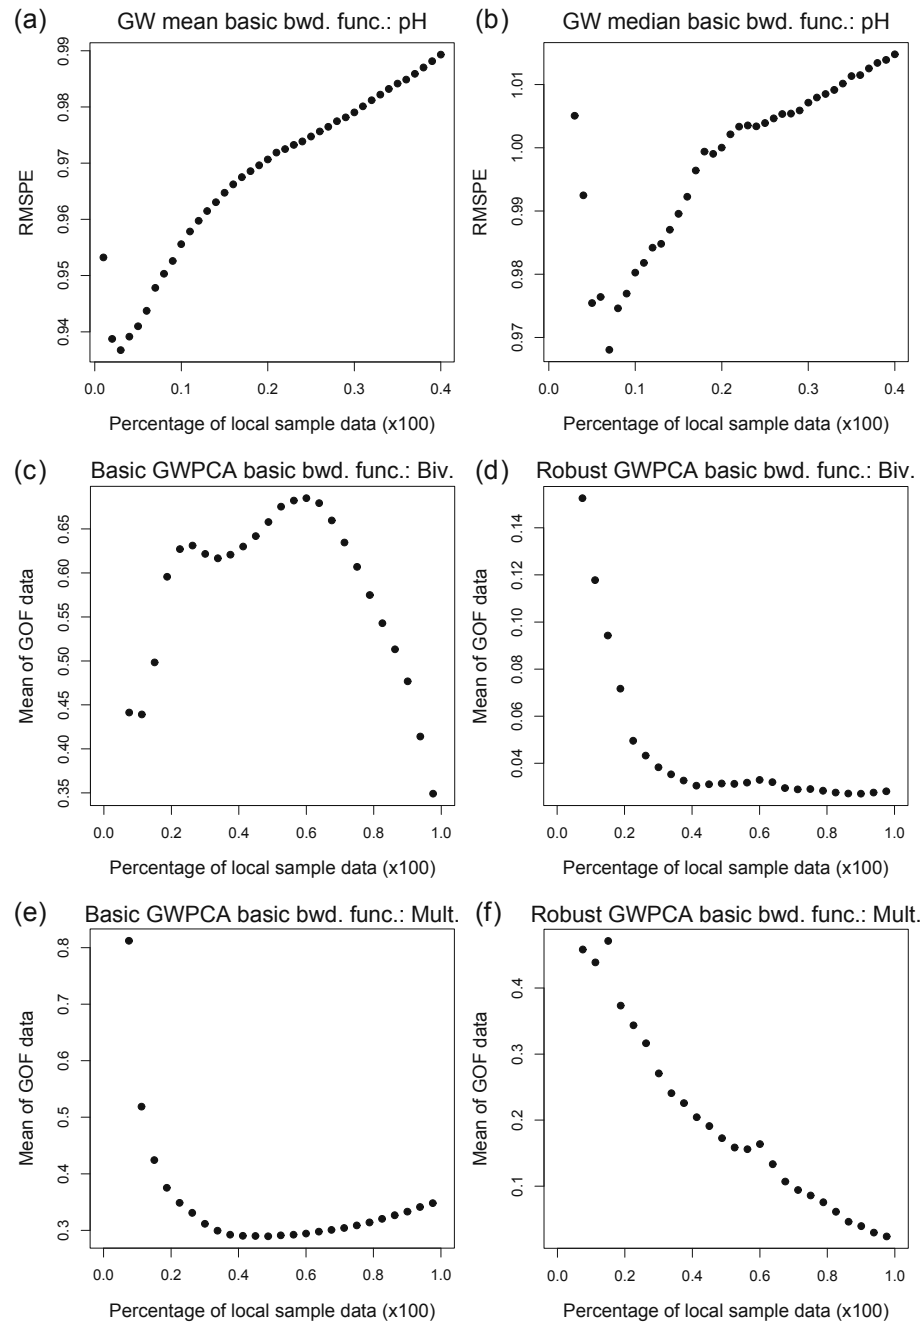 (a) GW mean basic bwd. func.: pH
RMSPE
0.94 0.95 0.96 0.97 0.98 0.99
0.0 0.1 0.2 0.3 0.4
Percentage of local sample data (x100)
(b) GW median basic bwd. func.: pH
RMSPE
0.97 0.98 0.99 1.00 1.01
0.0 0.1 0.2 0.3 0.4
Percentage of local sample data (x100)
(c) Basic GWPCA basic bwd. func.: Biv.
Mean of GOF data
0.35 0.40 0.45 0.50 0.55 0.60 0.65
0.0 0.2 0.4 0.6 0.8 1.0
Percentage of local sample data (x100)
(d) Robust GWPCA basic bwd. func.: Biv.
Mean of GOF data
0.04 0.06 0.08 0.10 0.12 0.14
0.0 0.2 0.4 0.6 0.8 1.0
Percentage of local sample data (x100)
(e) Basic GWPCA basic bwd. func.: Mult.
Mean of GOF data
0.3 0.4 0.5 0.6 0.7 0.8
0.0 0.2 0.4 0.6 0.8 1.0
Percentage of local sample data (x100)
(f) Robust GWPCA basic bwd. func.: Mult.
Mean of GOF data
0.1 0.2 0.3 0.4
0.0 0.2 0.4 0.6 0.8 1.0
Percentage of local sample data (x100)